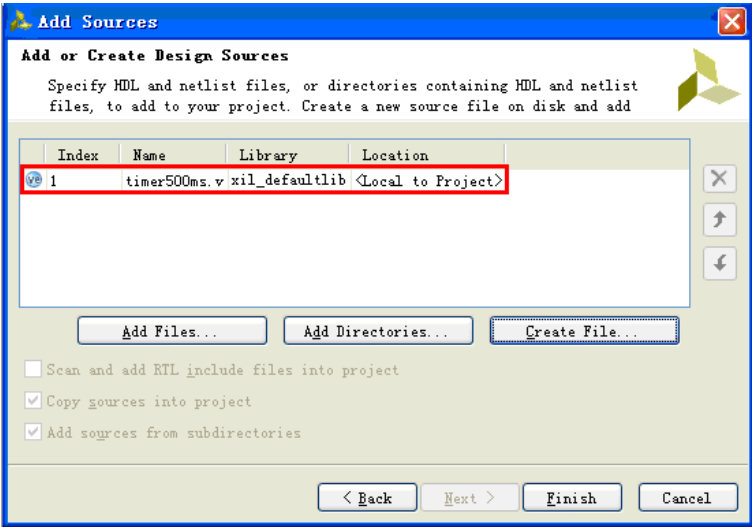 Add Sources
Add or Create Design Sources
Specify HDL and netlist files, or directories containing HDL and netlist
files, to add to your project. Create a new source file on disk and add
Index Name Library Location
1 timer500ms.v xil_defaultlib <Local to Project>
Add Files... Add Directories... Create File...
Scan and add RTL include files into project
Copy sources into project
Add sources from subdirectories
< Back Next > Finish Cancel